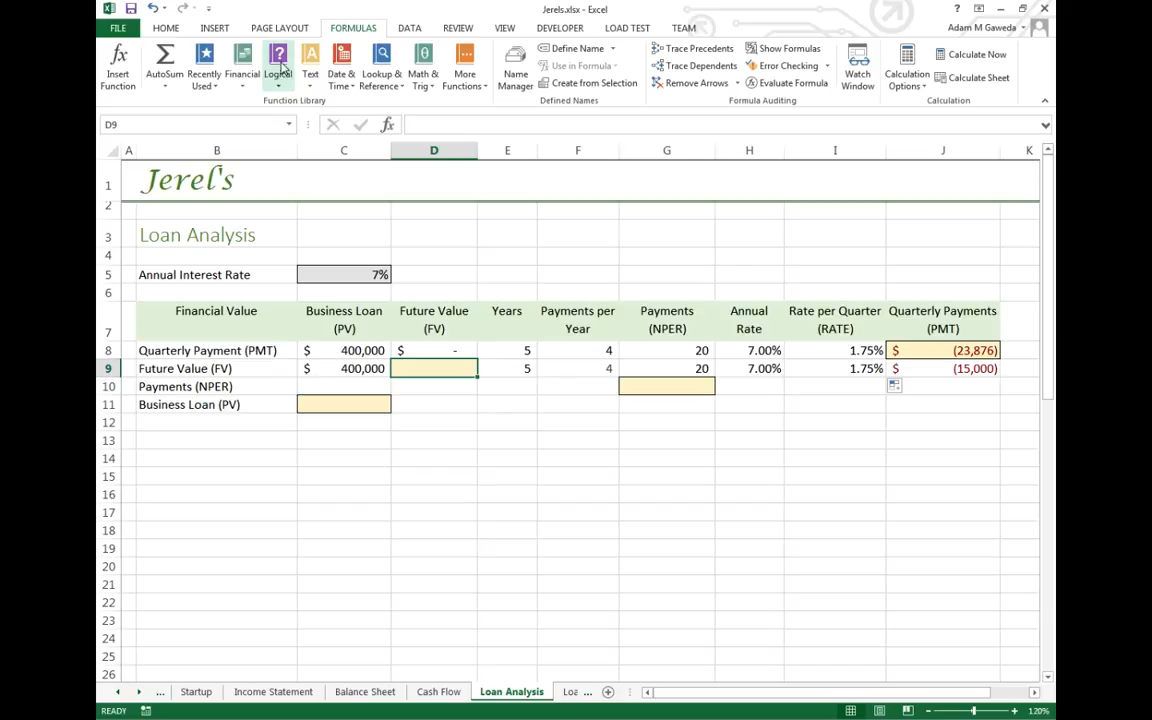 Jerels.xlsx - Excel
FILE HOME INSERT PAGE LAYOUT FORMULAS DATA REVIEW VIEW DEVELOPER LOAD TEST TEAM Adam M Gaweda
Insert Function
AutoSum
Recently Used
Financial
Logical
Text
Date & Time
Lookup & Reference
Math & Trig
More Functions
Function Library
Name Manager
Define Name
Use in Formula
Create from Selection
Defined Names
Trace Precedents
Trace Dependents
Remove Arrows
Show Formulas
Error Checking
Evaluate Formula
Formula Auditing
Watch Window
Calculation Options
Calculate Now
Calculate Sheet
Calculation
D9 fx
A B C D E F G H I J K
1 Jerel's
2
3 Loan Analysis
4
5 Annual Interest Rate 7%
6
7 Financial Value Business Loan (PV) Future Value (FV) Years Payments per Year Payments (NPER) Annual Rate Rate per Quarter (RATE) Quarterly Payments (PMT)
8 Quarterly Payment (PMT) $ 400,000 $ - 5 4 20 7.00% 1.75% $ (23,876)
9 Future Value (FV) $ 400,000 5 4 20 7.00% 1.75% $ (15,000)
10 Payments (NPER)
11 Business Loan (PV)
12
13
14
15
16
17
18
19
20
21
22
23
24
25
26
... Startup Income Statement Balance Sheet Cash Flow Loan Analysis Loa ...
READY 120%